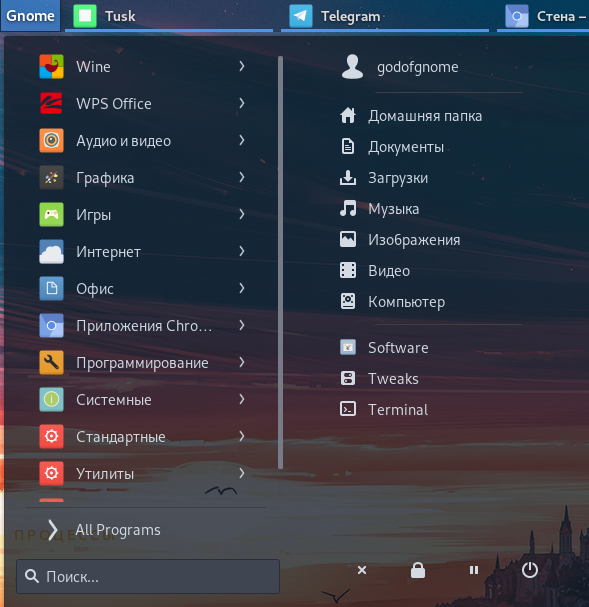 Gnome
Tusk
Telegram
Стена –
Wine
WPS Office
Аудио и видео
Графика
Игры
Интернет
Офис
Приложения Chro...
Программирование
Системные
Стандартные
Утилиты
All Programs
Поиск...
godofgnome
Домашняя папка
Документы
Загрузки
Музыка
Изображения
Видео
Компьютер
Software
Tweaks
Terminal